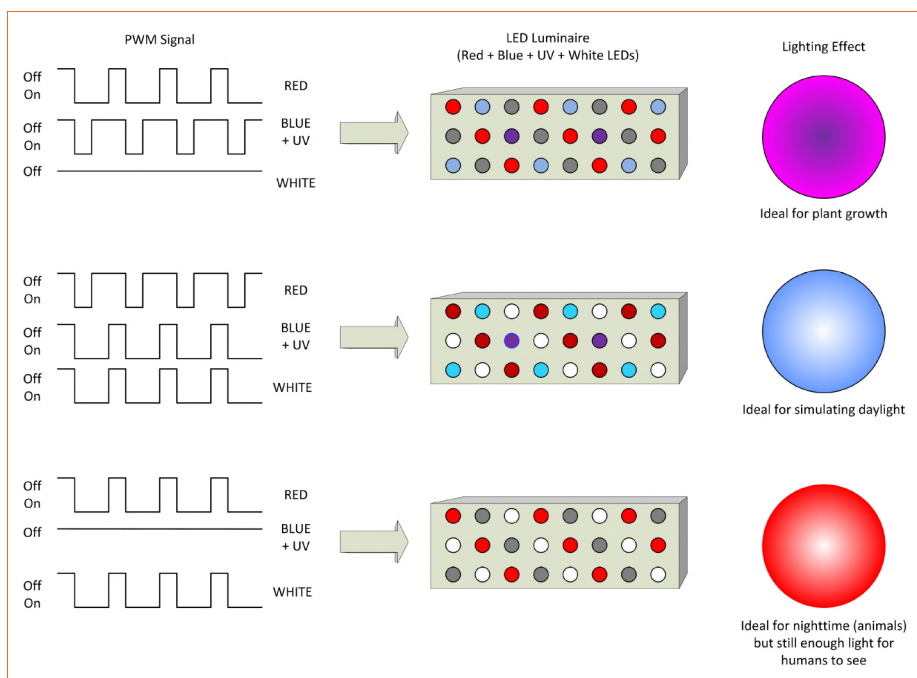 PWM Signal
LED Luminaire
(Red + Blue + UV + White LEDs)
Lighting Effect
Off
On
RED
Off
On
BLUE
+ UV
Off
WHITE
Ideal for plant growth
Off
On
RED
Off
On
BLUE
+ UV
Off
On
WHITE
Ideal for simulating daylight
Off
On
RED
Off
BLUE
+ UV
Off
On
WHITE
Ideal for nighttime (animals)
but still enough light for
humans to see